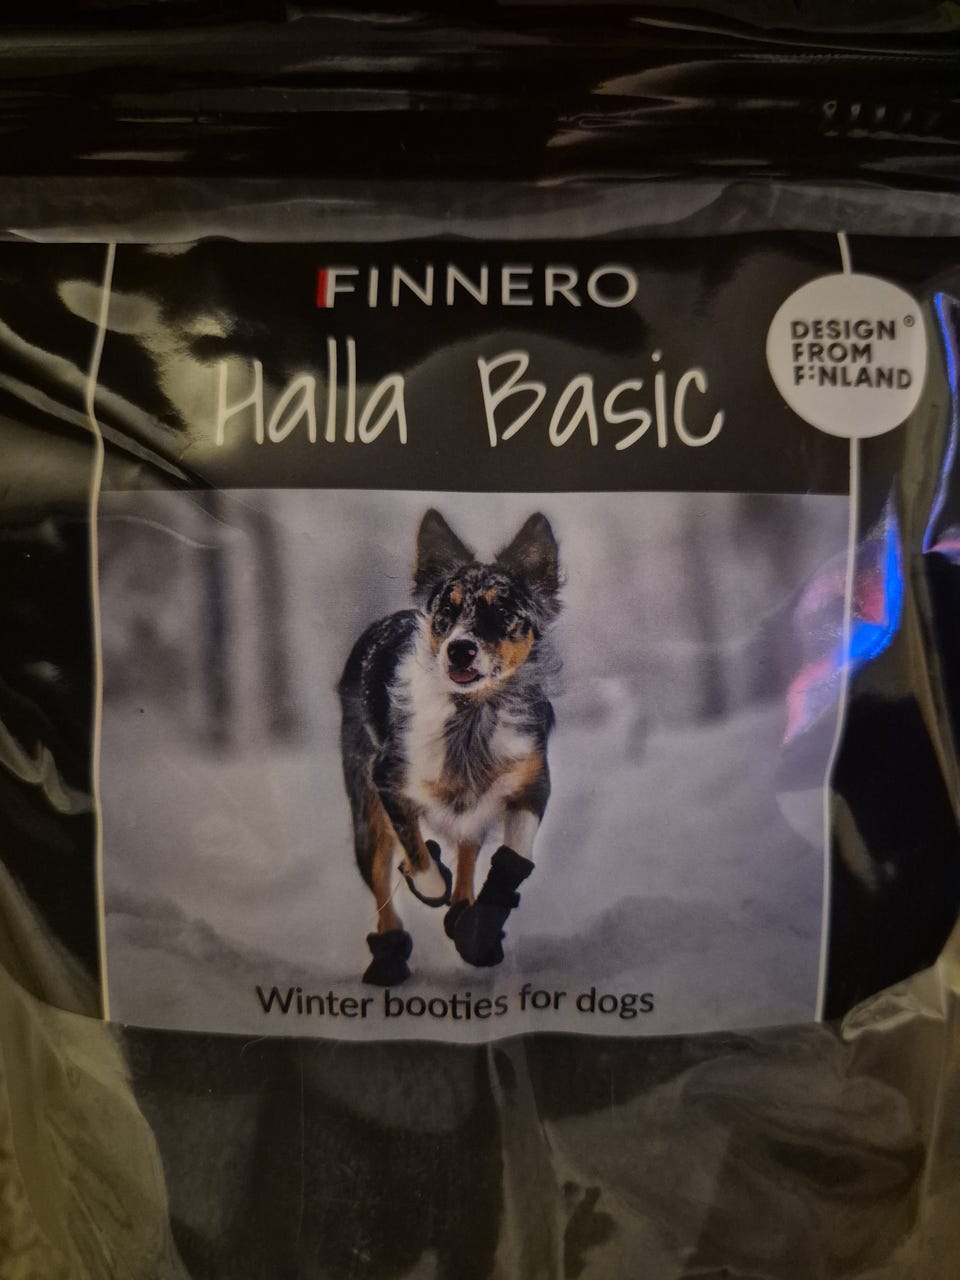 FINNERO
Halla Basic
DESIGN®
FROM
FINLAND
Winter booties for dogs